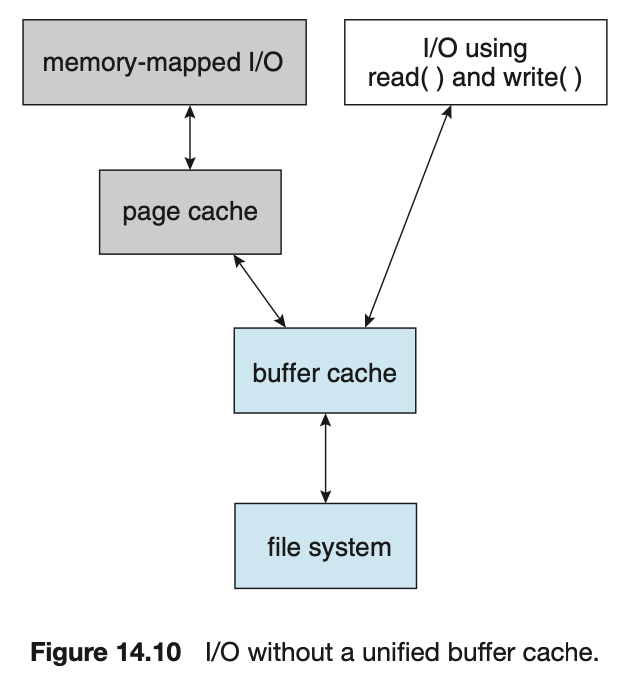 memory-mapped I/O
I/O using
read( ) and write( )
page cache
buffer cache
file system
Figure 14.10 I/O without a unified buffer cache.